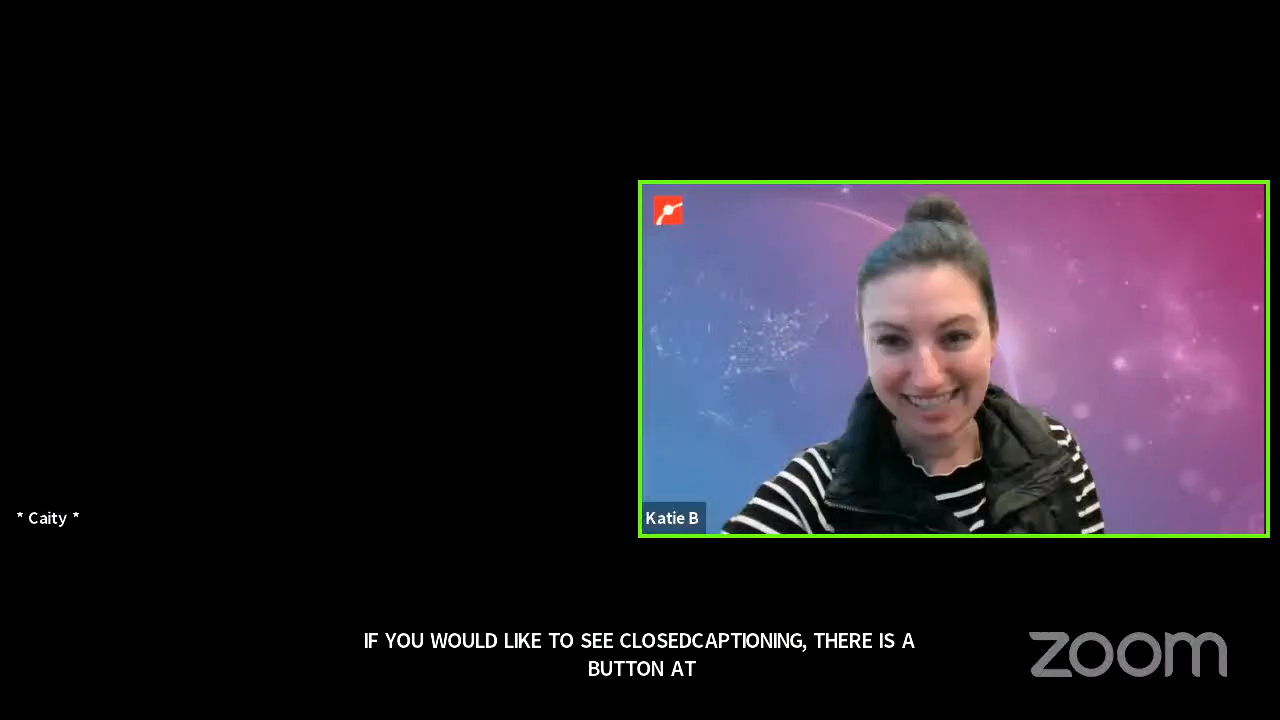 * Caity *
Katie B
IF YOU WOULD LIKE TO SEE CLOSEDCAPTIONING, THERE IS A
BUTTON AT
zoom